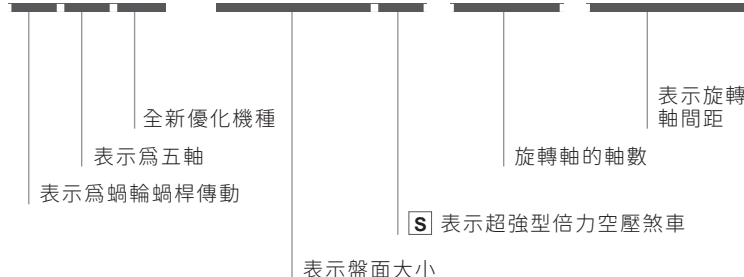 表示旋轉
軸間距
全新優化機種
表示爲五軸
旋轉軸的軸數
表示爲蝸輪蝸桿傳動
S 表示超強型倍力空壓煞車
表示盤面大小